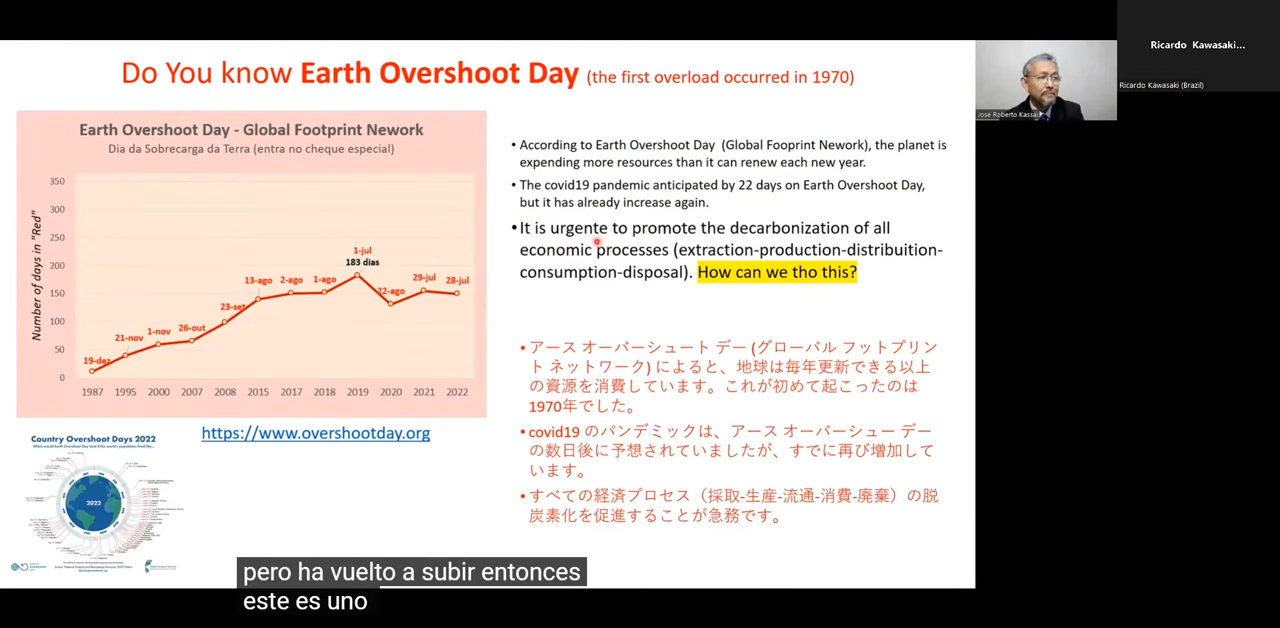 Do You know Earth Overshoot Day (the first overload occurred in 1970)
Earth Overshoot Day - Global Footprint Nework
Dia da Sobrecarga da Terra (entra no cheque especial)
Number of days in "Red"
350
300
250
200
150
100
50
0
19-dez
21-nov
1-nov
26-out
23-set
13-ago
2-ago
1-ago
1-jul
183 dias
22-ago
29-jul
28-jul
1987 1995 2000 2007 2008 2015 2017 2018 2019 2020 2021 2022
https://www.overshootday.org
Country Overshoot Days 2022
2022
• According to Earth Overshoot Day (Global Fooprint Nework), the planet is
expending more resources than it can renew each new year.
• The covid19 pandemic anticipated by 22 days on Earth Overshoot Day,
but it has already increase again.
• It is urgente to promote the decarbonization of all
economic processes (extraction-production-distribuition-
consumption-disposal). How can we tho this?
• アース オーバーシュート デー (グローバル フットプリン
ト ネットワーク) によると、地球は毎年更新できる以上
の資源を消費しています。これが初めて起こったのは
1970年でした。
• covid19 のパンデミックは、アース オーバーシュー デー
の数日後に予想されていましたが、すでに再び増加して
います。
• すべての経済プロセス（採取-生産-流通-消費-廃棄）の脱
炭素化を促進することが急務です。
pero ha vuelto a subir entonces
este es uno
José Roberto Kassai
Ricardo Kawasaki...
Ricardo Kawasaki (Brazil)